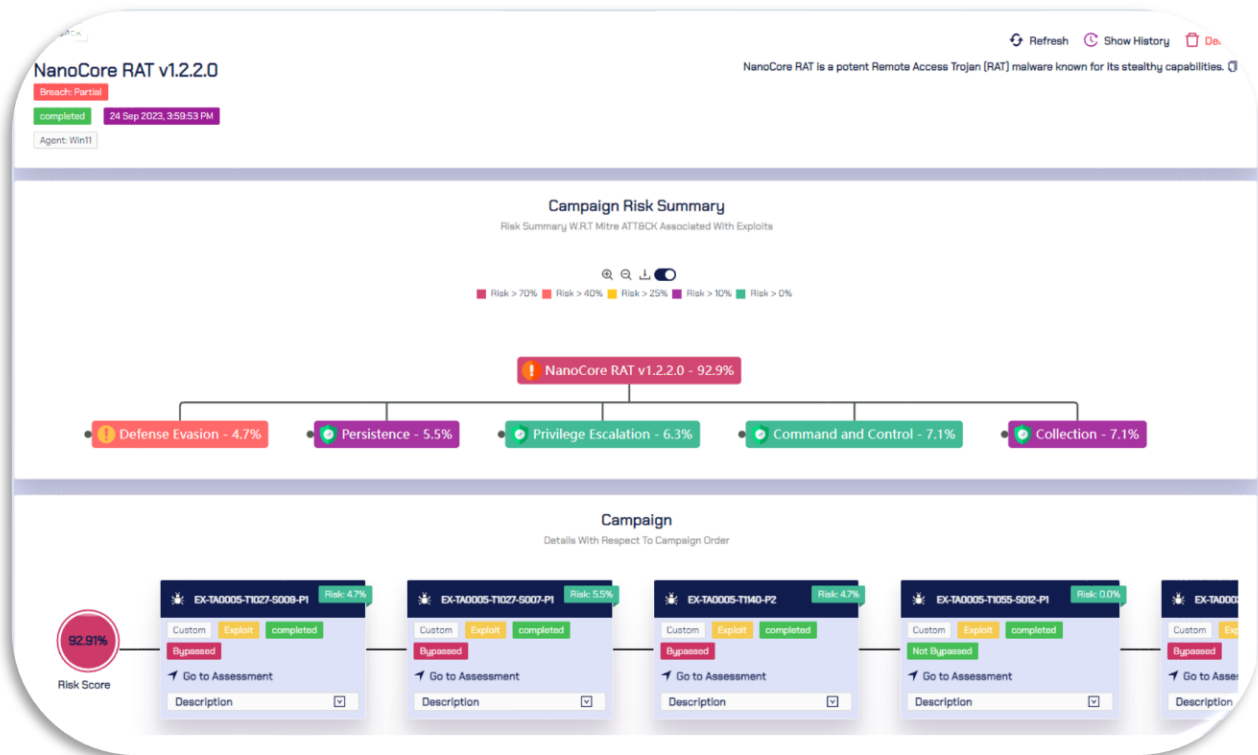 Refresh Show History
NanoCore RAT v1.2.2.0
NanoCore RAT is a potent Remote Access Trojan (RAT) malware known for its stealthy capabilities.
Breach: Partial
completed 24 Sep 2023, 3:59:53 PM
Agent: Win11
Campaign Risk Summary
Risk Summary W.R.T Mitre ATT&CK Associated With Exploits
Risk > 70% Risk > 40% Risk > 25% Risk > 10% Risk > 0%
NanoCore RAT v1.2.2.0 - 92.9%
Defense Evasion - 4.7% Persistence - 5.5% Privilege Escalation - 6.3% Command and Control - 7.1% Collection - 7.1%
Campaign
Details With Respect To Campaign Order
EX-TA0005-T1027-S009-P1 Risk: 4.7% EX-TA0005-T1027-S007-P1 Risk: 5.5% EX-TA0005-T1140-P2 Risk: 4.7% EX-TA0005-T1055-S012-P1 Risk: 0.0%
Custom Exploit completed Custom Exploit completed Custom Exploit completed Custom Exploit completed Custom
92.91%
Bypassed Bypassed Bypassed Not Bypassed Bypassed
Go to Assessment Go to Assessment Go to Assessment Go to Assessment Go to
Risk Score
Description Description Description Description Description